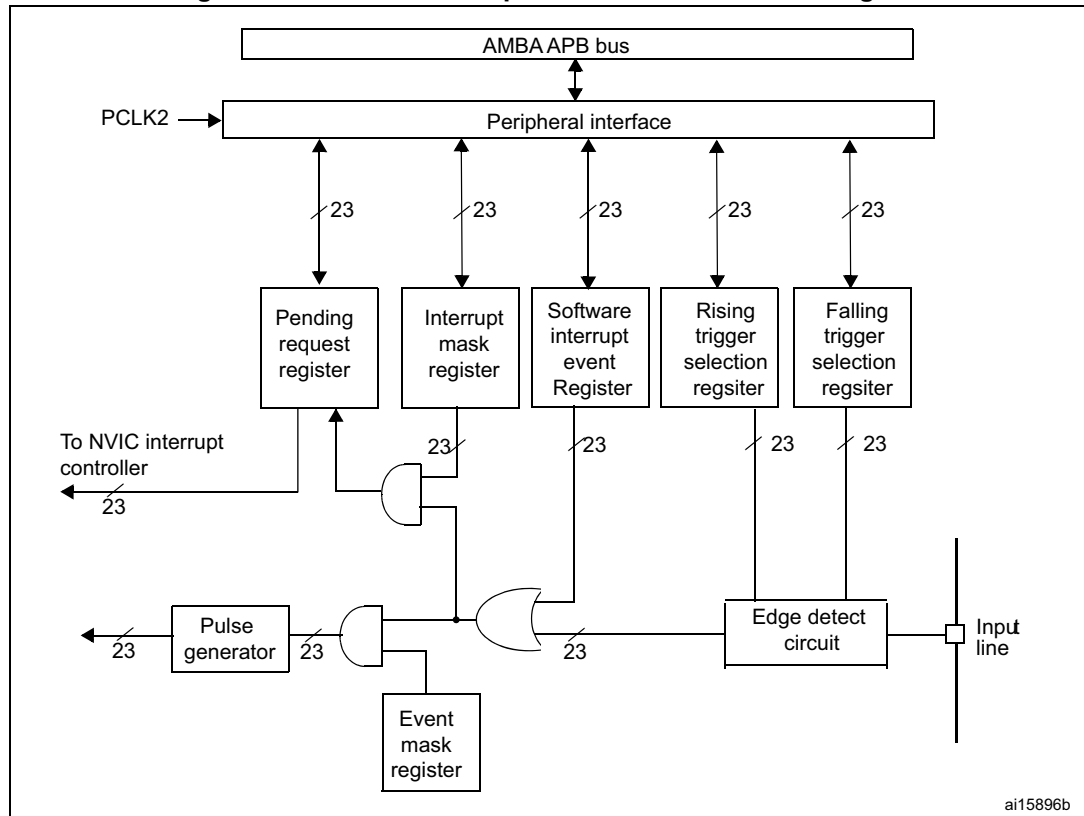 AMBA APB bus
PCLK2
Peripheral interface
23
23
23
23
23
Pending
request
register
Interrupt
mask
register
Software
interrupt
event
Register
Rising
trigger
selection
regsiter
Falling
trigger
selection
regsiter
To NVIC interrupt
controller
23
23
23
23
23
Pulse
generator
23
23
23
Edge detect
circuit
Input
line
Event
mask
register
ai15896b